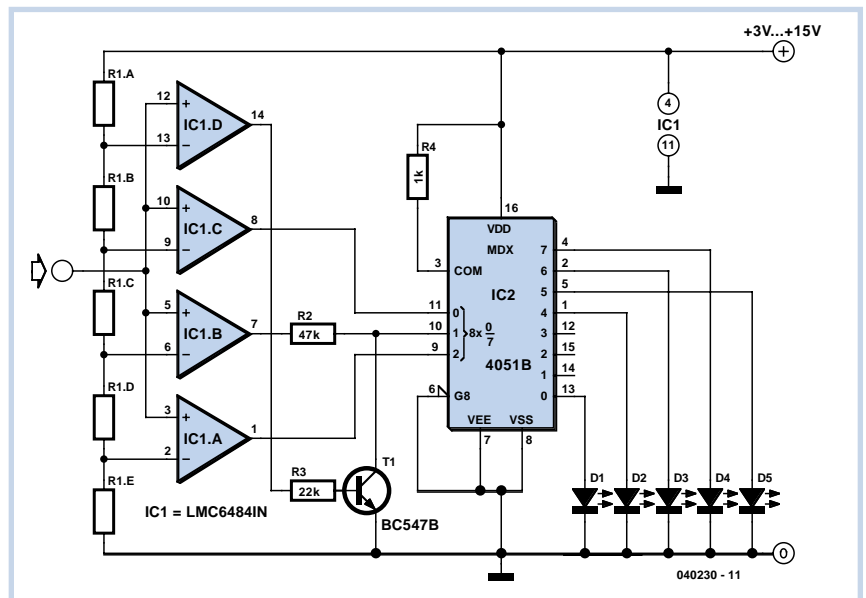 +3V...+15V
R1.A
12
+
IC1.D
14
13
−
4
IC1
11
R4
1k
R1.B
10
+
IC1.C
8
9
−
16
VDD
MDX
7
4
3
COM
6
2
IC2
5
5
R1.C
4
1
11
0
5
+
IC1.B
7
R2
47k
10
1
8x
0
7
3
12
6
−
9
2
2
15
4051B
1
14
R1.D
6
G8
0
13
3
+
IC1.A
1
VEE
VSS
7
8
2
−
R1.E
R3
22k
T1
D1
D2
D3
D4
D5
IC1 = LMC6484IN
BC547B
0
040230 - 11